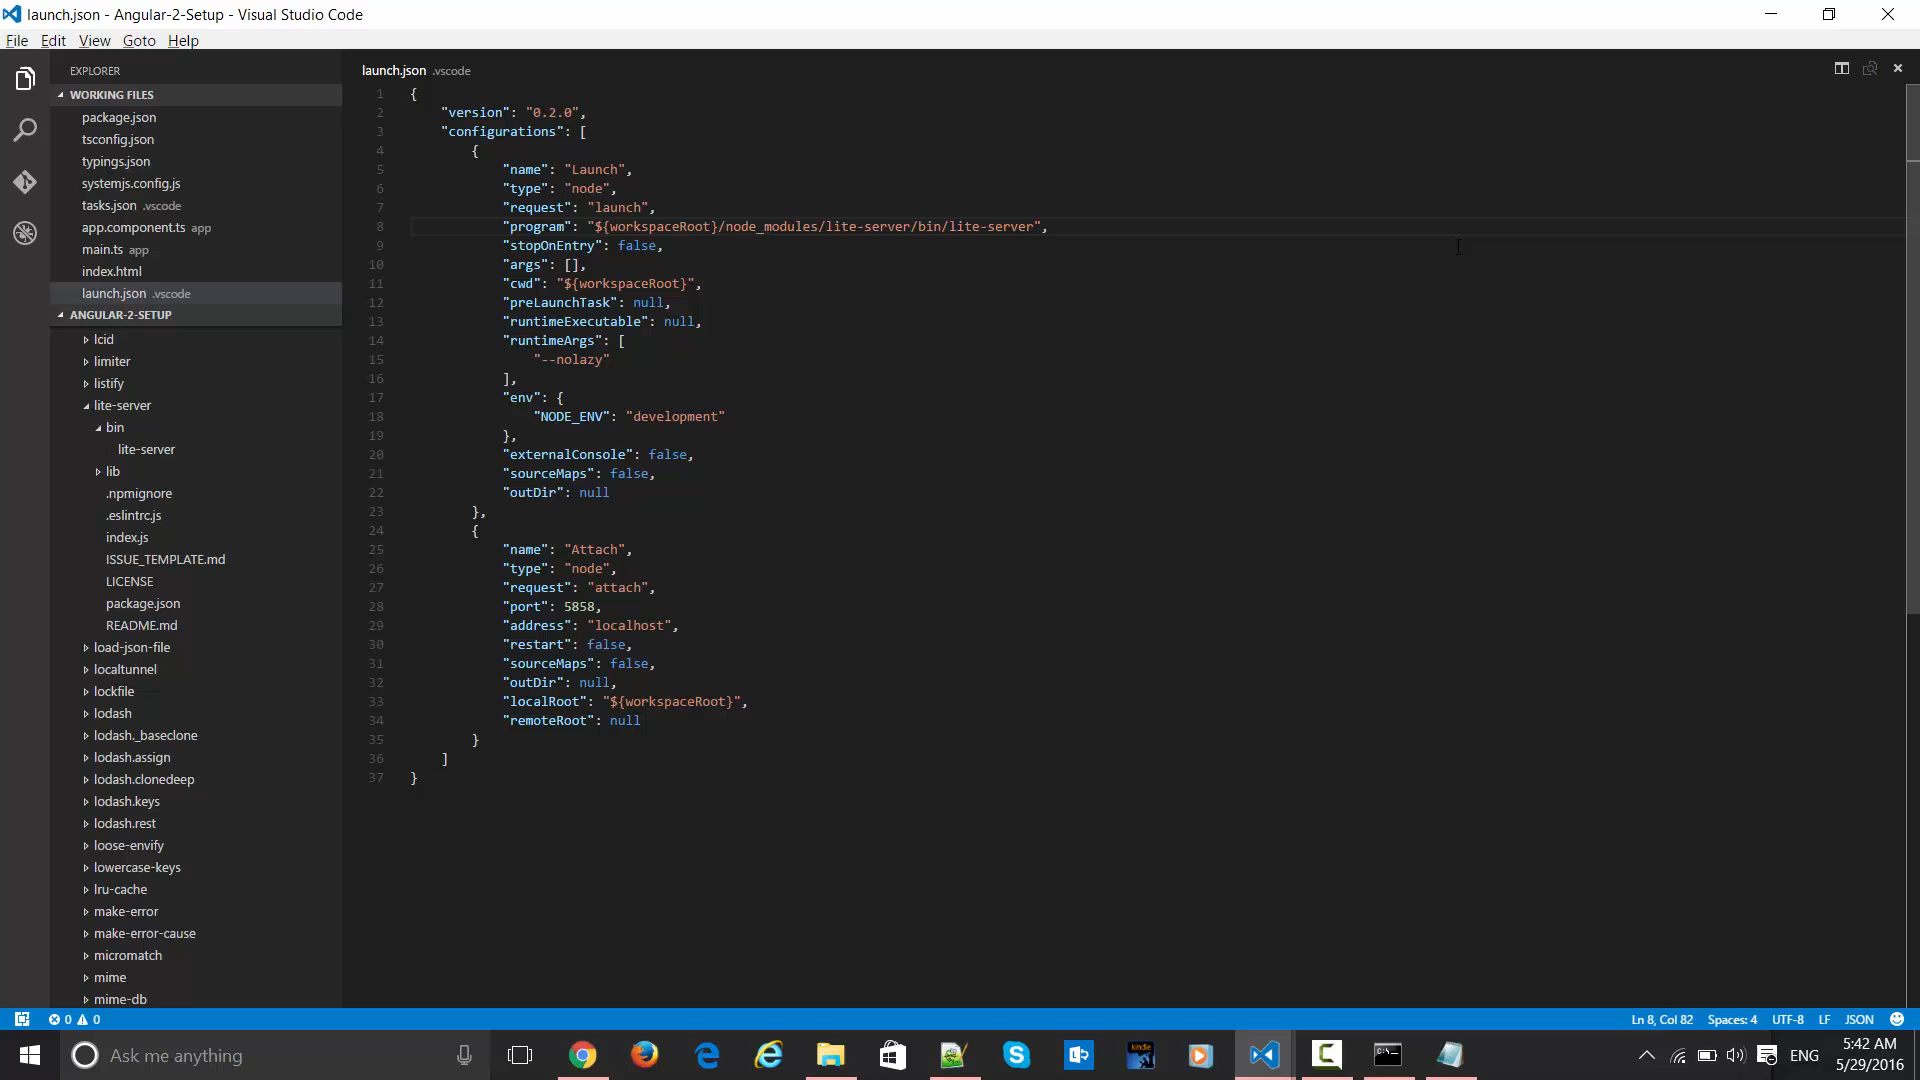 launch.json - Angular-2-Setup - Visual Studio Code
File Edit View Goto Help
EXPLORER
WORKING FILES
package.json
tsconfig.json
typings.json
systemjs.config.js
tasks.json .vscode
app.component.ts app
main.ts app
index.html
launch.json .vscode
ANGULAR-2-SETUP
lcid
limiter
listify
lite-server
bin
lite-server
lib
.npmignore
.eslintrc.js
index.js
ISSUE_TEMPLATE.md
LICENSE
package.json
README.md
load-json-file
localtunnel
lockfile
lodash
lodash._baseclone
lodash.assign
lodash.clonedeep
lodash.keys
lodash.rest
loose-envify
lowercase-keys
lru-cache
make-error
make-error-cause
micromatch
mime
mime-db
launch.json .vscode
1 {
2 "version": "0.2.0",
3 "configurations": [
4 {
5 "name": "Launch",
6 "type": "node",
7 "request": "launch",
8 "program": "${workspaceRoot}/node_modules/lite-server/bin/lite-server",
9 "stopOnEntry": false,
10 "args": [],
11 "cwd": "${workspaceRoot}",
12 "preLaunchTask": null,
13 "runtimeExecutable": null,
14 "runtimeArgs": [
15 "--nolazy"
16 ],
17 "env": {
18 "NODE_ENV": "development"
19 },
20 "externalConsole": false,
21 "sourceMaps": false,
22 "outDir": null
23 },
24 {
25 "name": "Attach",
26 "type": "node",
27 "request": "attach",
28 "port": 5858,
29 "address": "localhost",
30 "restart": false,
31 "sourceMaps": false,
32 "outDir": null,
33 "localRoot": "${workspaceRoot}",
34 "remoteRoot": null
35 }
36 ]
37 }
0 0
Ln 8, Col 82 Spaces: 4 UTF-8 LF JSON
Ask me anything
kindle
ENG
5:42 AM
5/29/2016